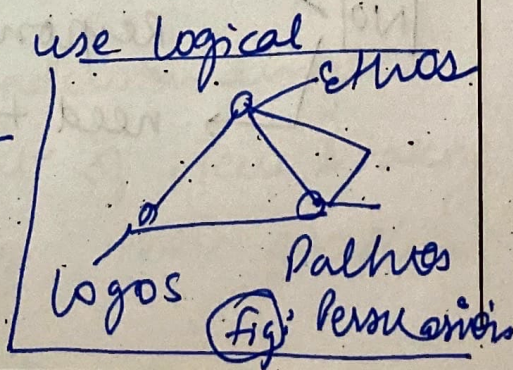 use logical
Ethos
Logos
Pathos
fig: Persuasion